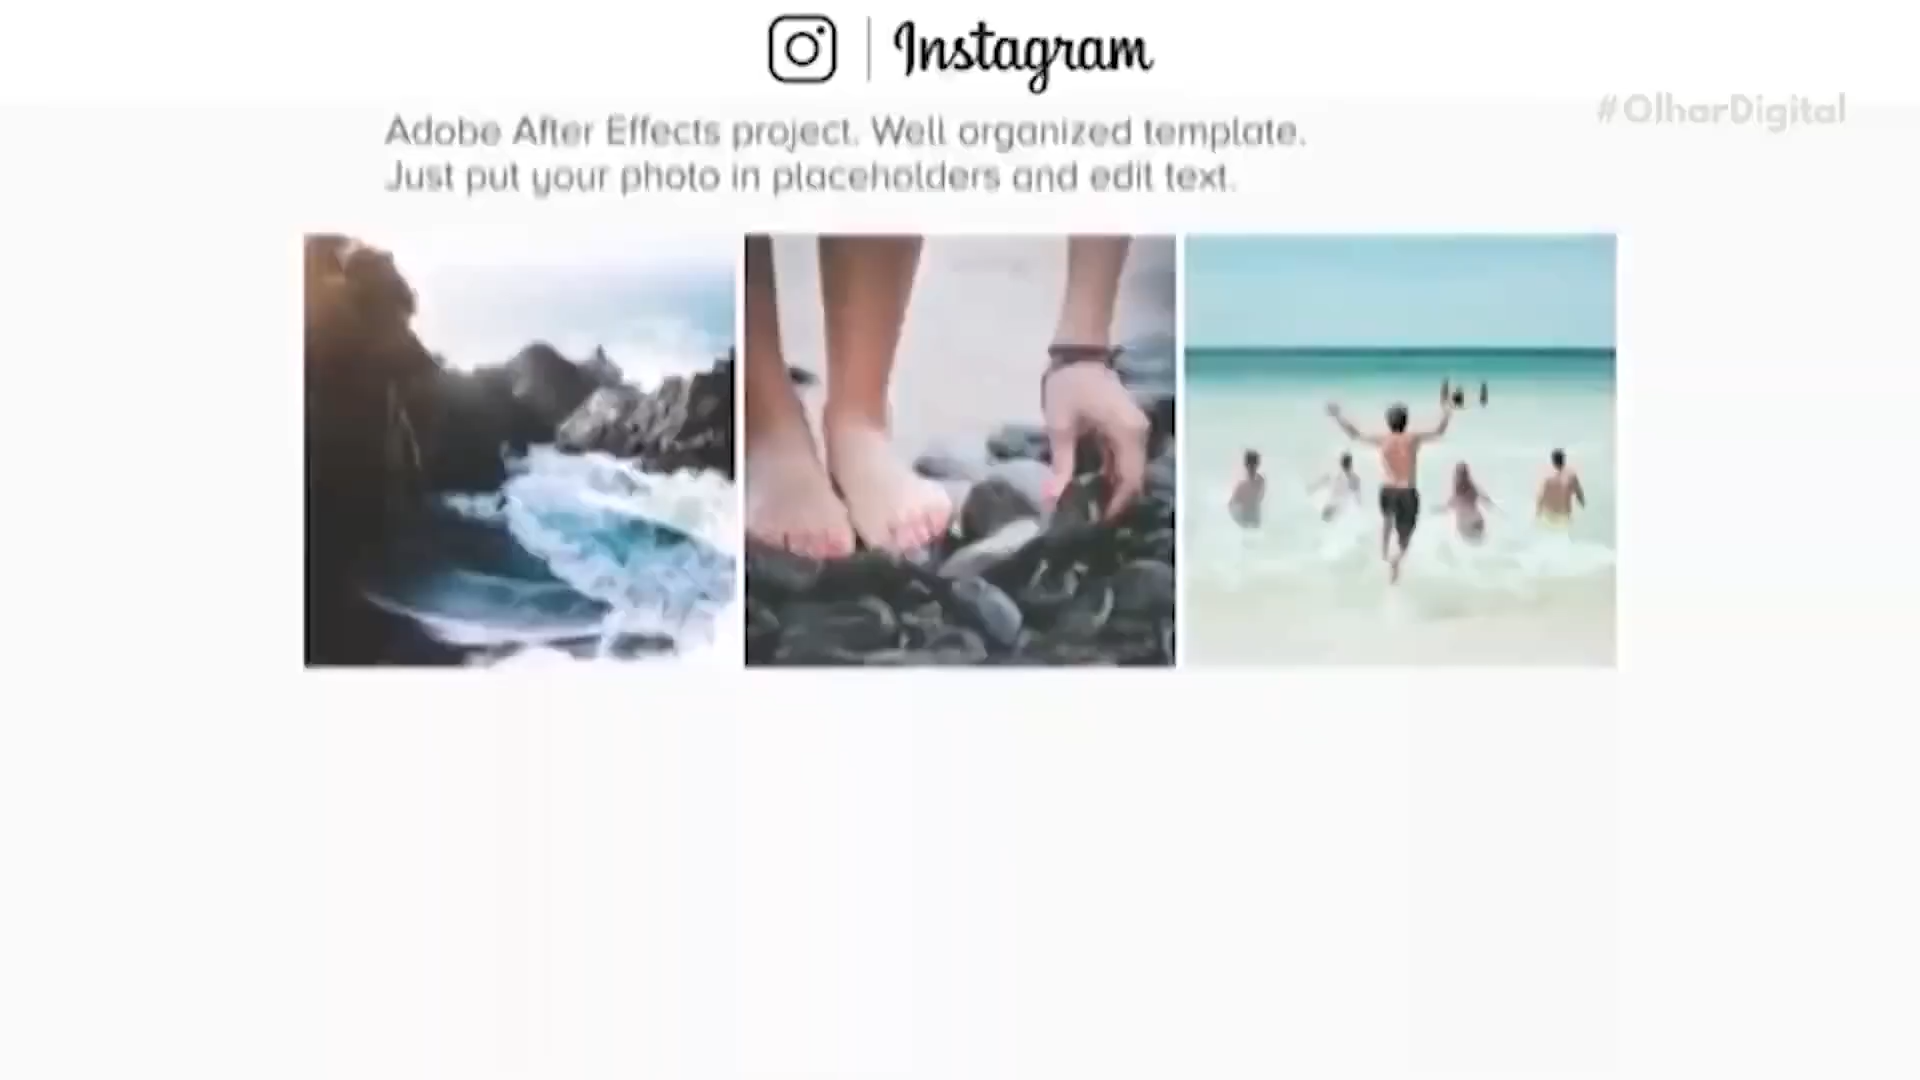 Instagram
#OlharDigital
Adobe After Effects project. Well organized template.
Just put your photo in placeholders and edit text.